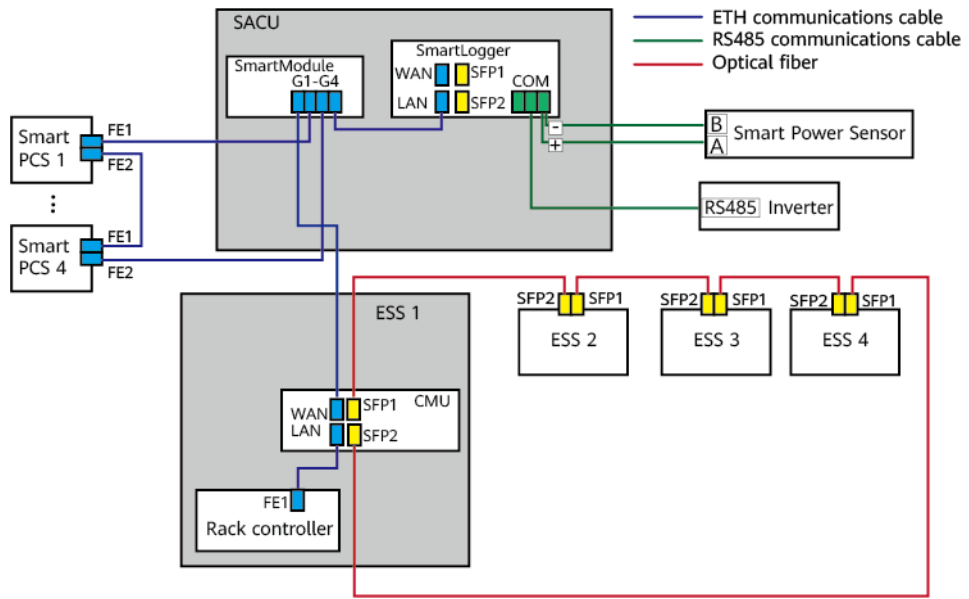 SACU
ETH communications cable
RS485 communications cable
Optical fiber
SmartModule
G1-G4
SmartLogger
WAN
SFP1
COM
LAN
SFP2
Smart
PCS 1
FE1
FE2
-
+
B
A
Smart Power Sensor
RS485
Inverter
⋮
Smart
PCS 4
FE1
FE2
ESS 1
SFP2
SFP1
ESS 2
SFP2
SFP1
ESS 3
SFP2
SFP1
ESS 4
CMU
WAN
SFP1
LAN
SFP2
FE1
Rack controller